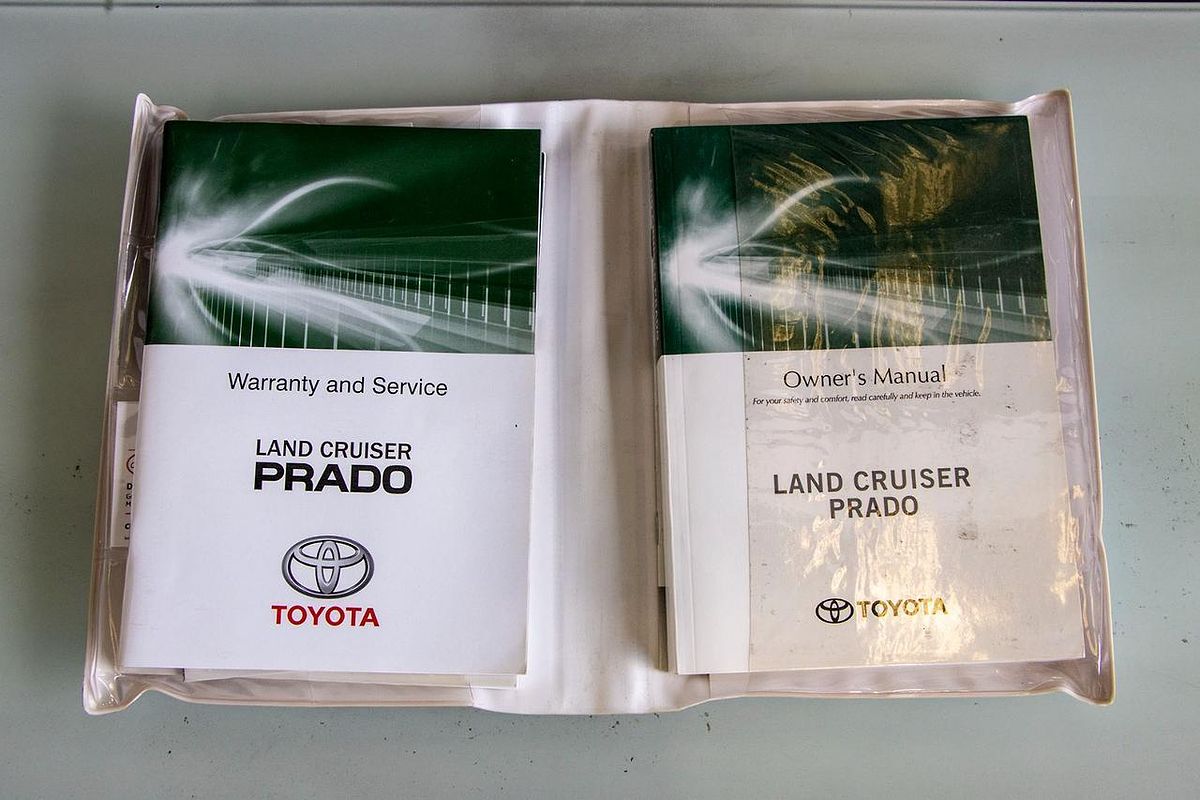 Warranty and Service
LAND CRUISER
PRADO
TOYOTA
Owner's Manual
For your safety and comfort, read carefully and keep in the vehicle.
LAND CRUISER
PRADO
TOYOTA